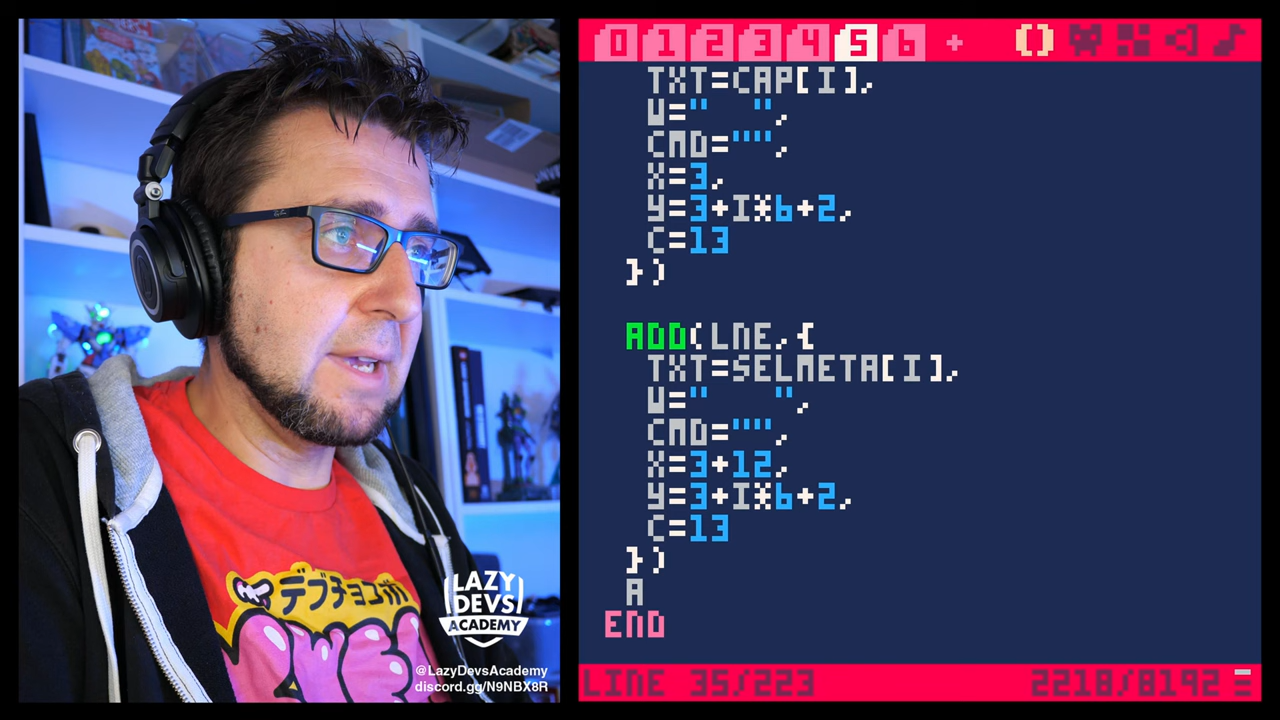 0 1 2 3 4 5 6 +
TXT=CAP[I],
W="   ",
CMD="",
X=3,
Y=3+I*6+2,
C=13
})
ADD(LNE,{
TXT=SELMETA[I],
W="    ",
CMD="",
X=3+12,
Y=3+I*6+2,
C=13
})
A
END
LINE 35/223
2218/8192
デブチョコボ
LAZY
DEVS
ACADEMY
@LazyDevsAcademy
discord.gg/N9NBX8R